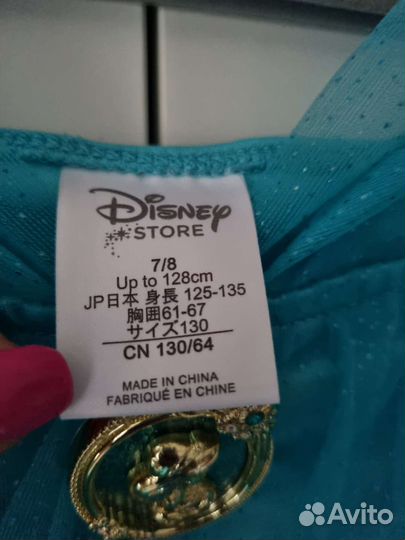 Disney
STORE
7/8
Up to 128cm
JP日本 身長 125-135
胸囲61-67
サイズ130
CN 130/64
MADE IN CHINA
FABRIQUÉ EN CHINE
Avito